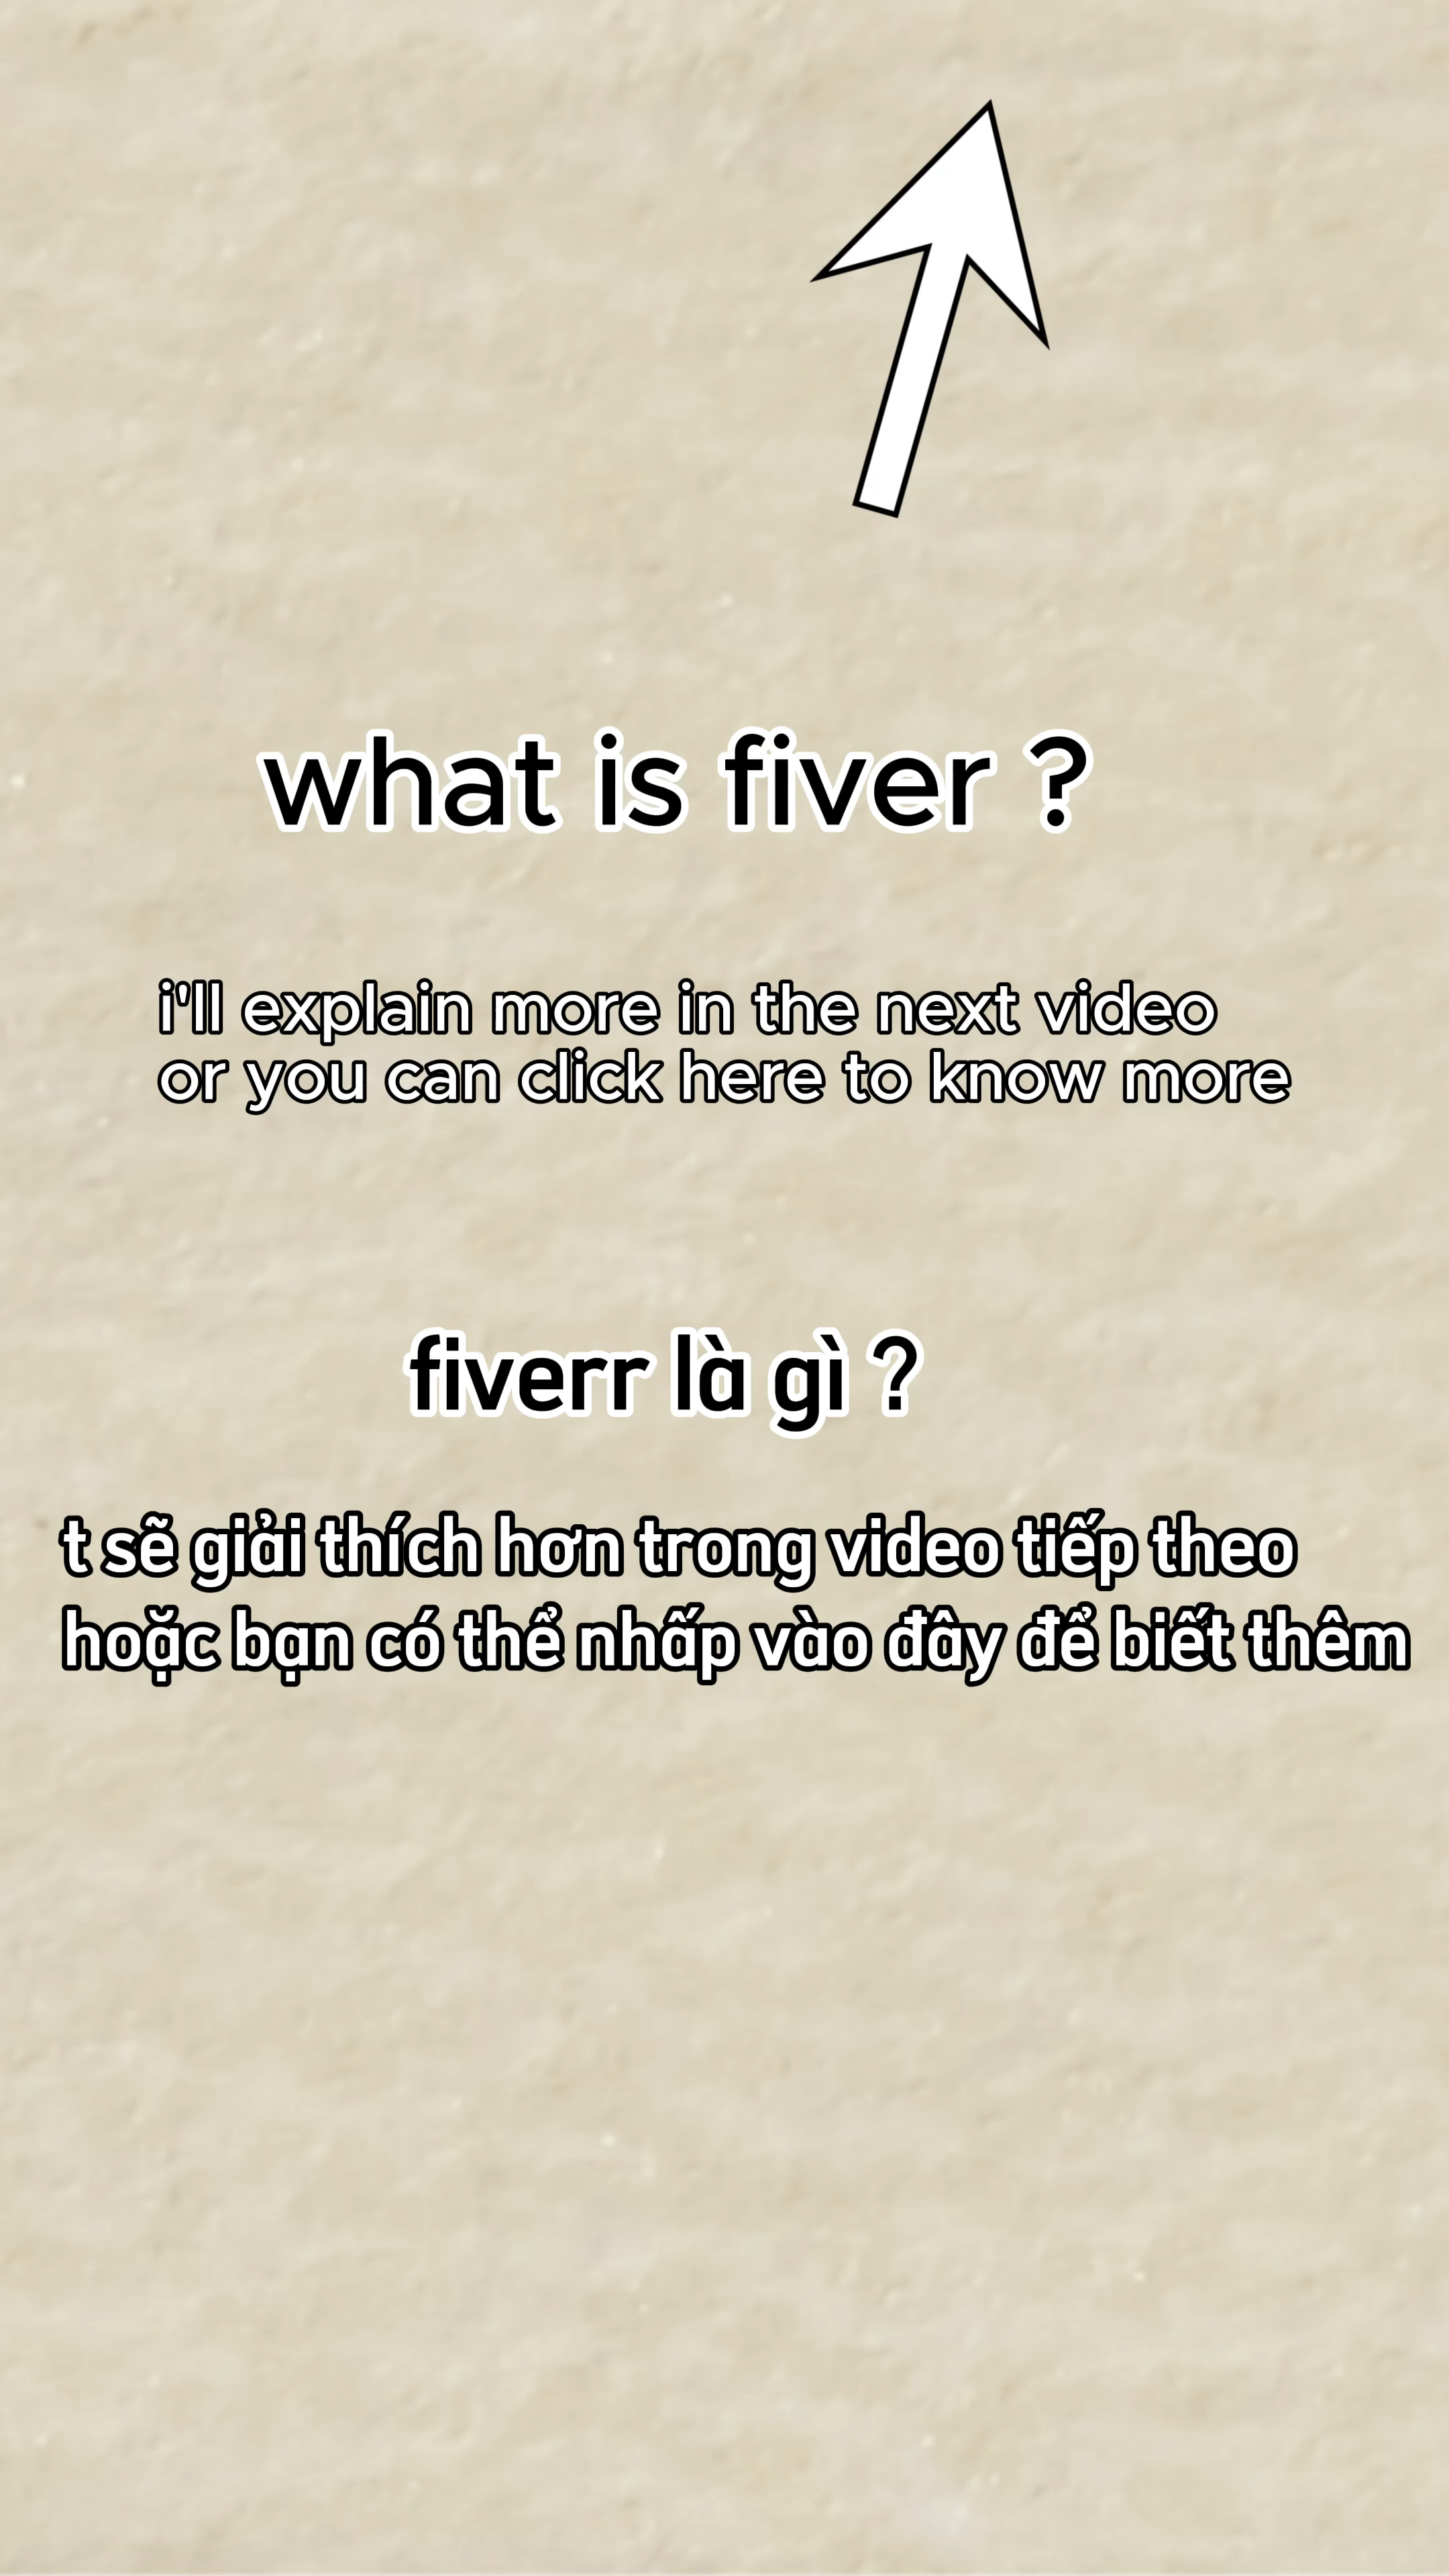 what is fiver ?
i'll explain more in the next video
or you can click here to know more
fiverr là gì ?
t sẽ giải thích hơn trong video tiếp theo
hoặc bạn có thể nhấp vào đây để biết thêm